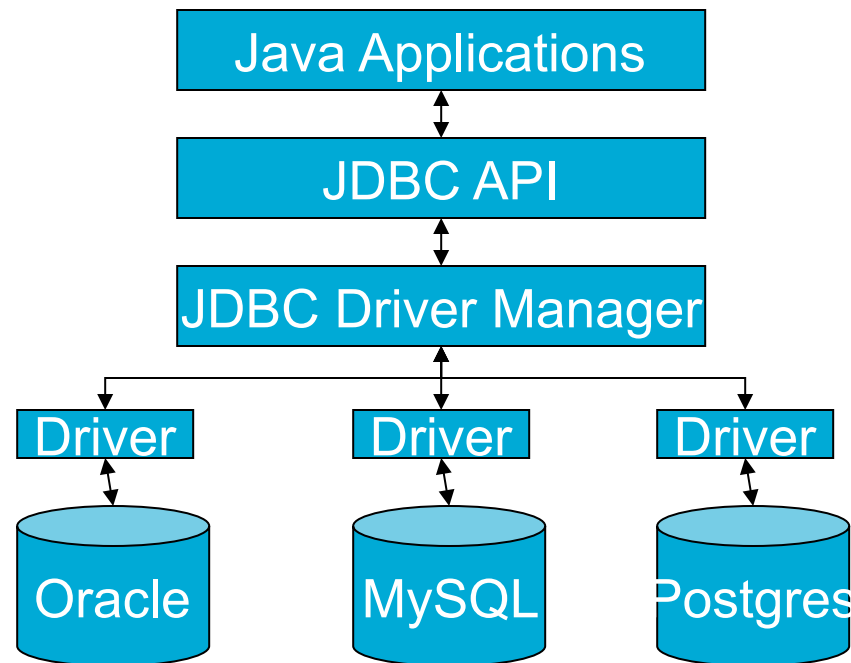 Java Applications
JDBC API
JDBC Driver Manager
Driver
Driver
Driver
Oracle
MySQL
Postgres